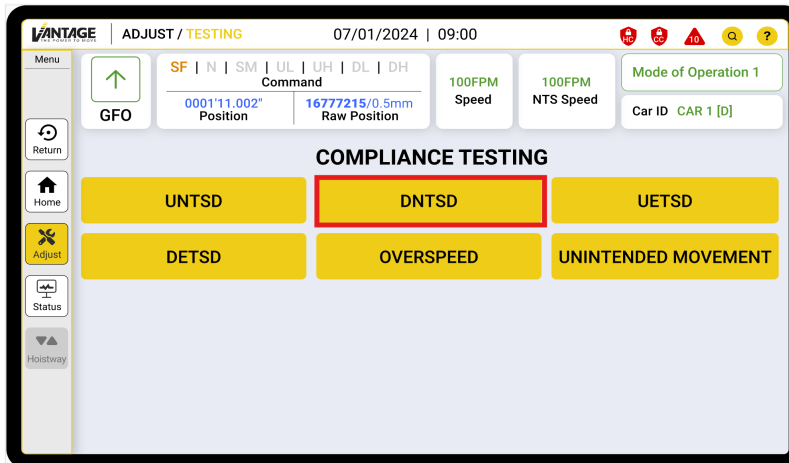 VANTAGE
THE POWER TO MOVE
ADJUST / TESTING
07/01/2024 | 09:00
HC
CC
10
Q
?
Menu
Return
Home
Adjust
Status
Hoistway
GFO
SF | N | SM | UL | UH | DL | DH
Command
0001'11.002"
Position
16777215/0.5mm
Raw Position
100FPM
Speed
100FPM
NTS Speed
Mode of Operation 1
Car ID CAR 1 [D]
COMPLIANCE TESTING
UNTSD
DNTSD
UETSD
DETSD
OVERSPEED
UNINTENDED MOVEMENT